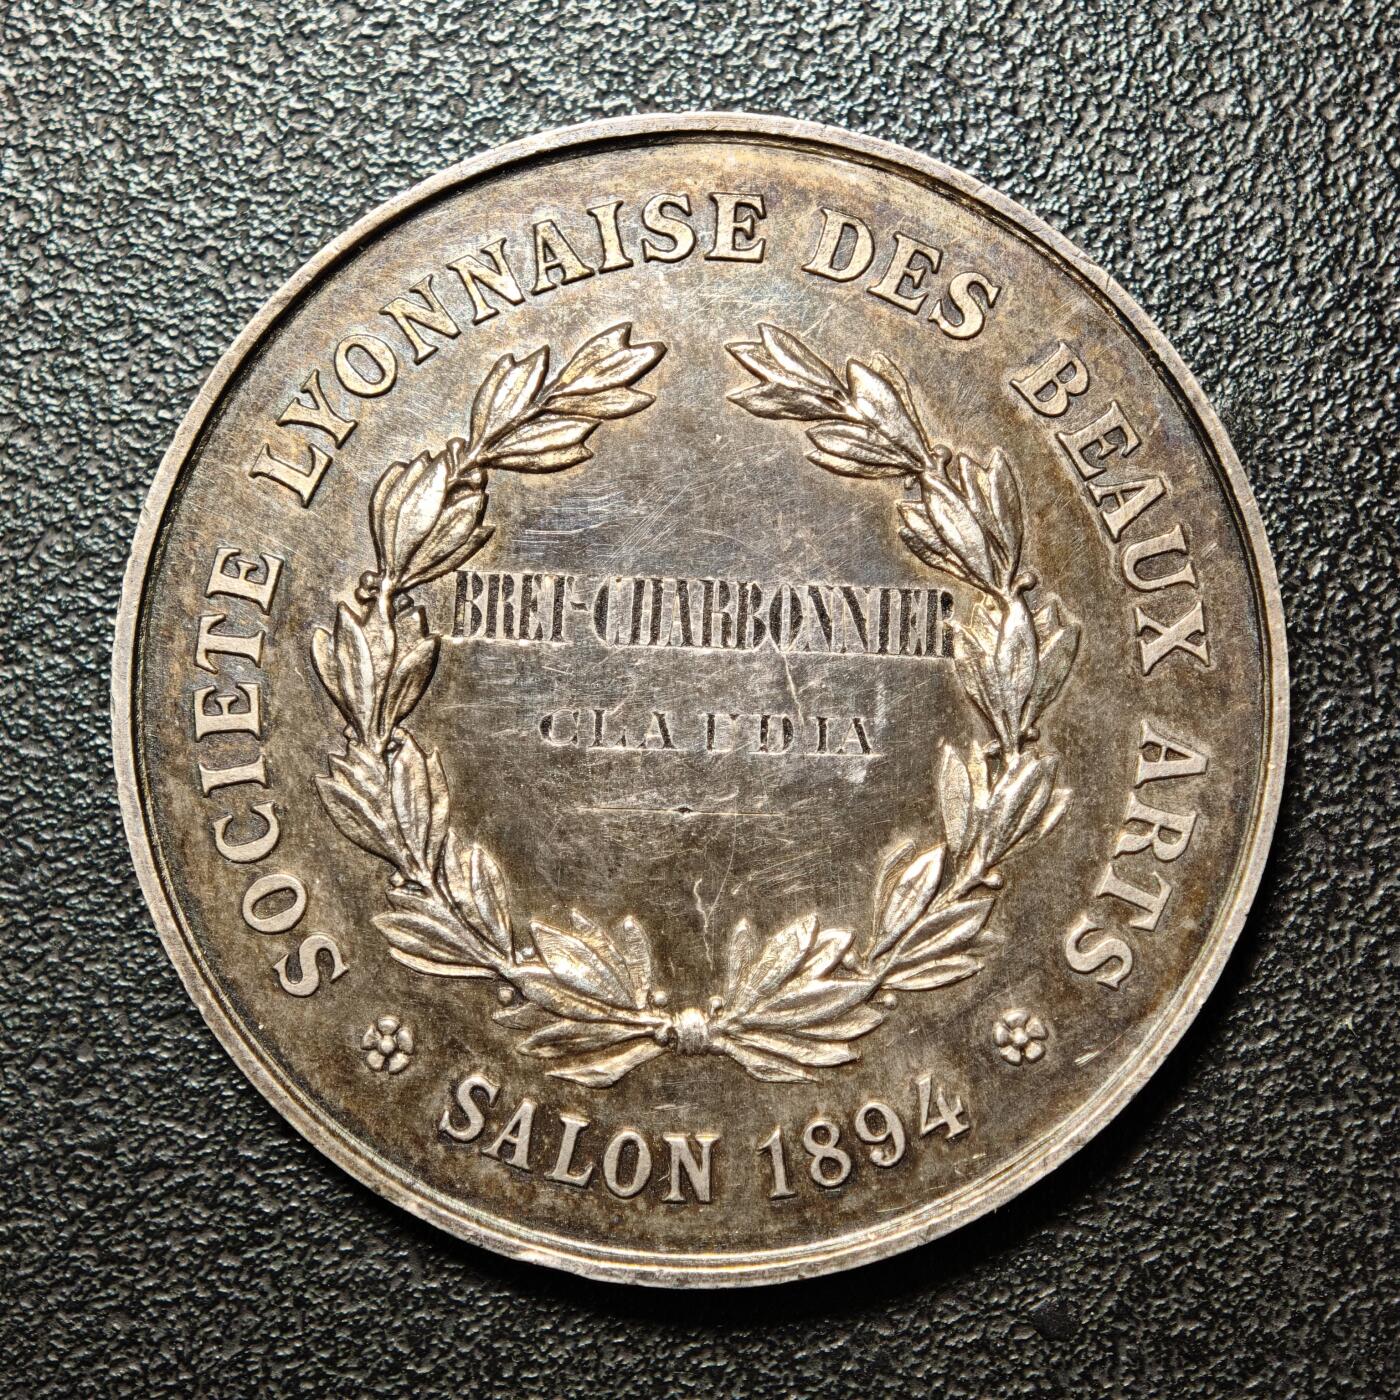 SOCIETE LYONNAISE DES BEAUX ARTS
BRET-CHARBONNIER
CLAUDIA
SALON 1894